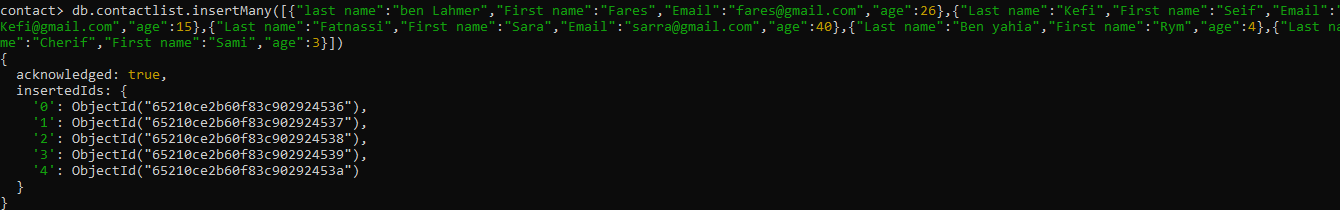 contact> db.contactlist.insertMany([{"last name":"ben Lahmer","First name":"Fares","Email":"fares@gmail.com","age":26},{"Last name":"Kefi","First name":"Seif","Email":"
Kefi@gmail.com","age":15},{"Last name":"Fatnassi","First name":"Sara","Email":"sarra@gmail.com","age":40},{"Last name":"Ben yahia","First name":"Rym","age":4},{"Last na
me":"Cherif","First name":"Sami","age":3}])
{
  acknowledged: true,
  insertedIds: {
    '0': ObjectId("65210ce2b60f83c902924536"),
    '1': ObjectId("65210ce2b60f83c902924537"),
    '2': ObjectId("65210ce2b60f83c902924538"),
    '3': ObjectId("65210ce2b60f83c902924539"),
    '4': ObjectId("65210ce2b60f83c90292453a")
  }
}